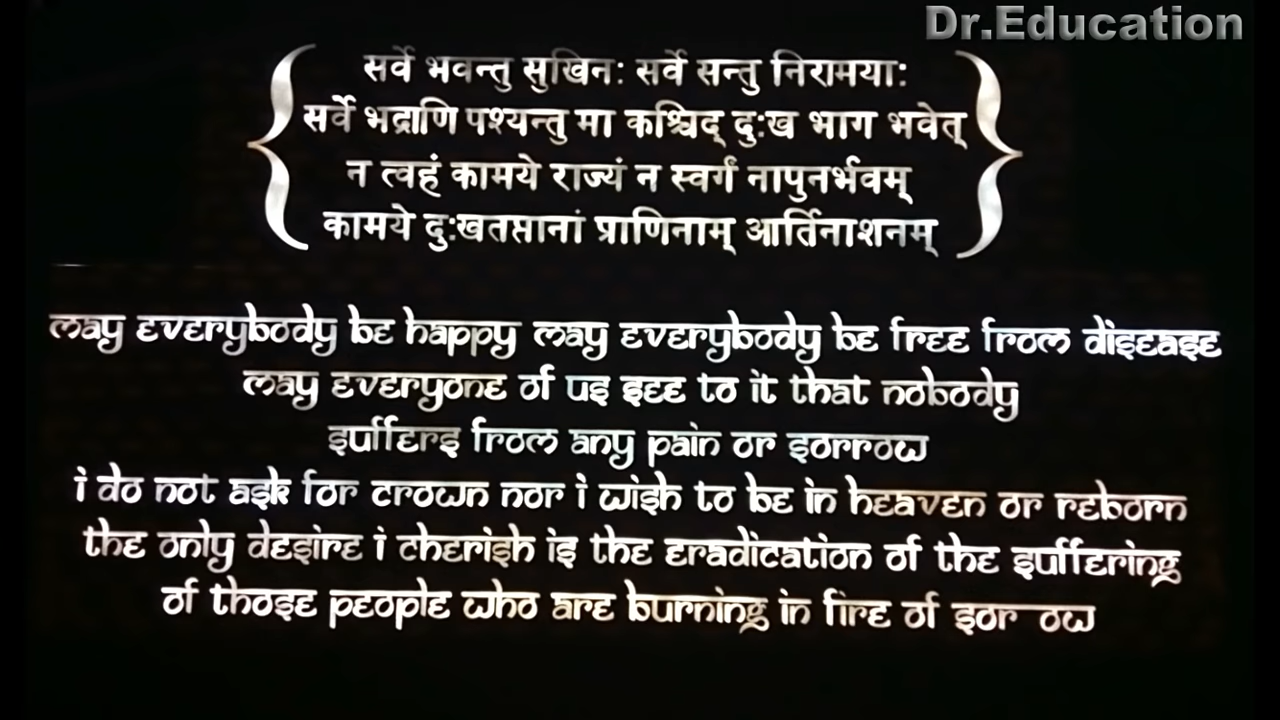 Dr.Education
सर्वे भवन्तु सुखिनः सर्वे सन्तु निरामयाः
सर्वे भद्राणि पश्यन्तु मा कश्चिद् दुःख भाग भवेत्
न त्वहं कामये राज्यं न स्वर्गं नापुनर्भवम्
कामये दुःखतप्तानां प्राणिनाम् आर्तिनाशनम्
may everybody be happy may everybody be free from disease
may everyone of us see to it that nobody
suffers from any pain or sorrow
i do not ask for crown nor i wish to be in heaven or reborn
the only desire i cherish is the eradication of the suffering
of those people who are burning in fire of sor ow